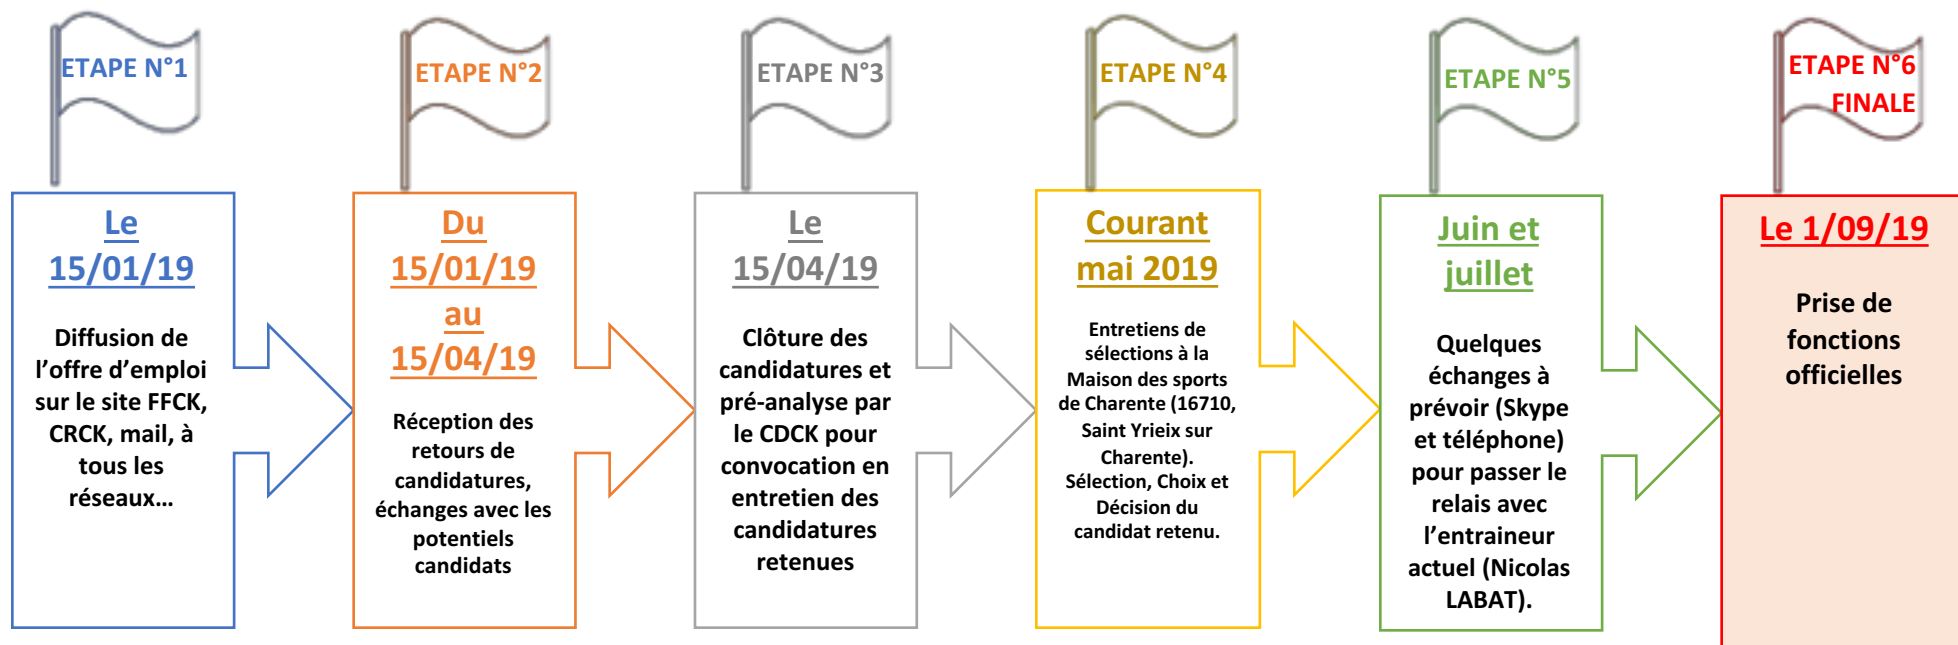 ETAPE N°1
Le
15/01/19
Diffusion de
l’offre d’emploi
sur le site FFCK,
CRCK, mail, à
tous les
réseaux…
ETAPE N°2
Du
15/01/19
au
15/04/19
Réception des
retours de
candidatures,
échanges avec les
potentiels
candidats
ETAPE N°3
Le
15/04/19
Clôture des
candidatures et
pré-analyse par
le CDCK pour
convocation en
entretien des
candidatures
retenues
ETAPE N°4
Courant
mai 2019
Entretiens de
sélections à la
Maison des sports
de Charente (16710,
Saint Yrieix sur
Charente).
Sélection, Choix et
Décision du
candidat retenu.
ETAPE N°5
Juin et
juillet
Quelques
échanges à
prévoir (Skype
et téléphone)
pour passer le
relais avec
l’entraineur
actuel (Nicolas
LABAT).
ETAPE N°6
FINALE
Le 1/09/19
Prise de
fonctions
officielles